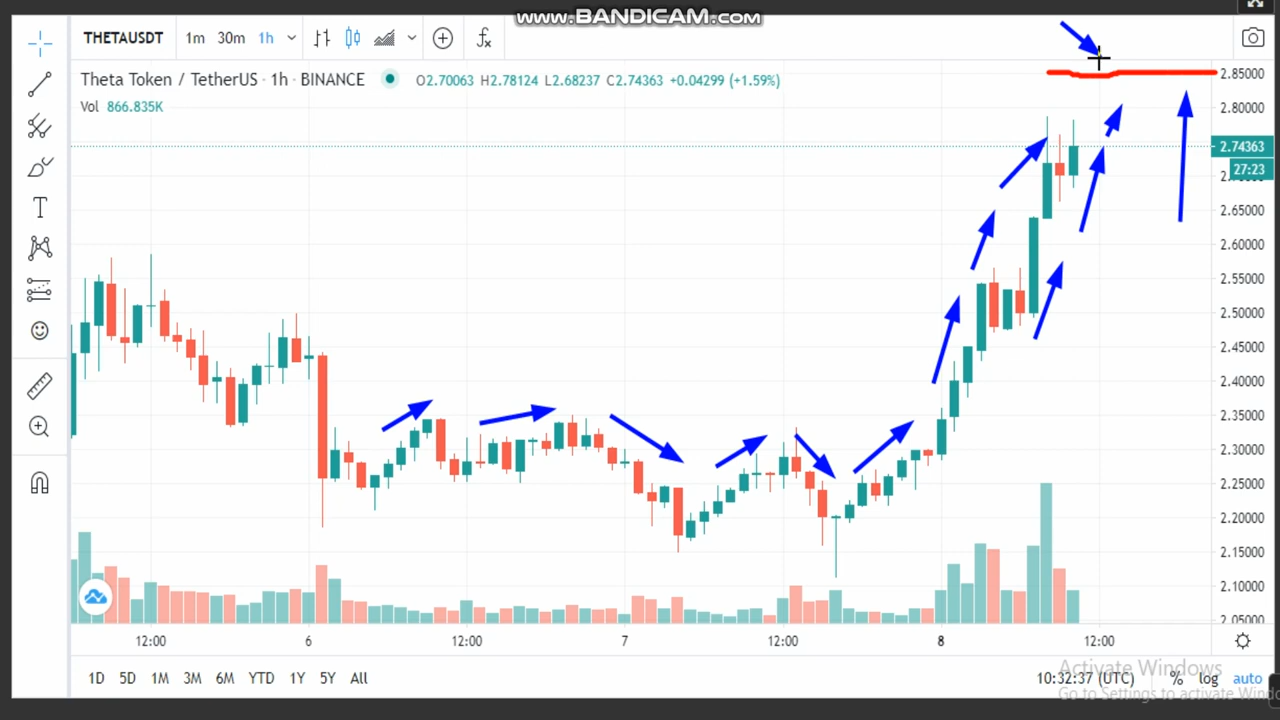 www.BANDICAM.com
THETAUSDT 1m 30m 1h
Theta Token / TetherUS · 1h · BINANCE O2.70063 H2.78124 L2.68237 C2.74363 +0.04299 (+1.59%)
Vol 866.835K
2.85000
2.80000
2.74363
27:23
2.65000
2.60000
2.55000
2.50000
2.45000
2.40000
2.35000
2.30000
2.25000
2.20000
2.15000
2.10000
2.05000
12:00 6 12:00 7 12:00 8 12:00
1D 5D 1M 3M 6M YTD 1Y 5Y All 10:32:37 (UTC) % log auto
Activate Windows
Go to Settings to activate